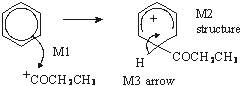 M1
+COCH2CH3
+
M2
structure
H
COCH2CH3
M3 arrow